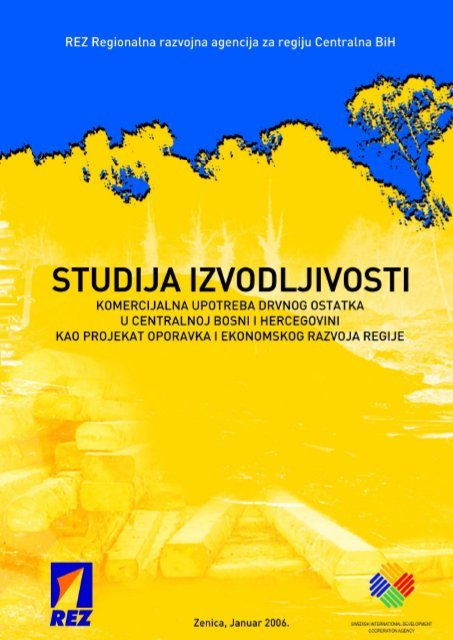 REZ Regionalna razvojna agencija za regiju Centralna BiH
STUDIJA IZVODLJIVOSTI
KOMERCIJALNA UPOTREBA DRVNOG OSTATKA
U CENTRALNOJ BOSNI I HERCEGOVINI
KAO PROJEKAT OPORAVKA I EKONOMSKOG RAZVOJA REGIJE
REZ
Zenica, Januar 2006.
SWEDISH INTERNATIONAL DEVELOPMENT
COOPERATION AGENCY